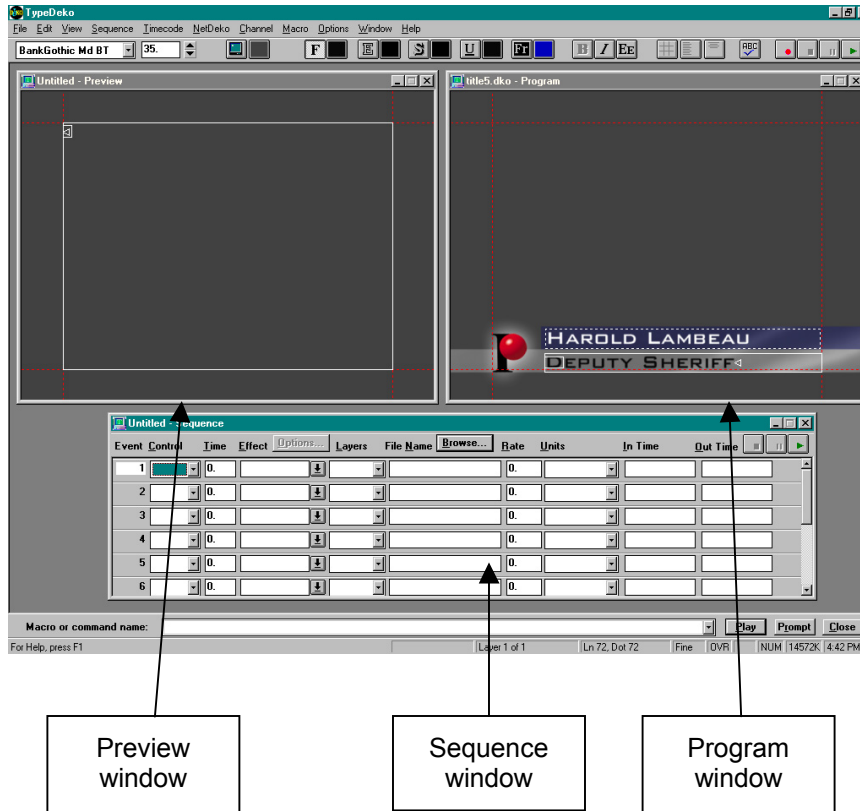 TypeDeko
File Edit View Sequence Timecode NetDeko Channel Macro Options Window Help
BankGothic Md BT 35. F E S U Fr B I EE ABC
Untitled - Preview
title5.dko - Program
HAROLD LAMBEAU
DEPUTY SHERIFF
Untitled - Sequence
Event Control Time Effect Options... Layers File Name Browse... Rate Units In Time Out Time
1 0. 0.
2 0. 0.
3 0. 0.
4 0. 0.
5 0. 0.
6 0. 0.
Macro or command name: Play Prompt Close
For Help, press F1 Layer 1 of 1 Ln 72, Dot 72 Fine OVR NUM 14572K 4:42 PM
Preview
window
Sequence
window
Program
window